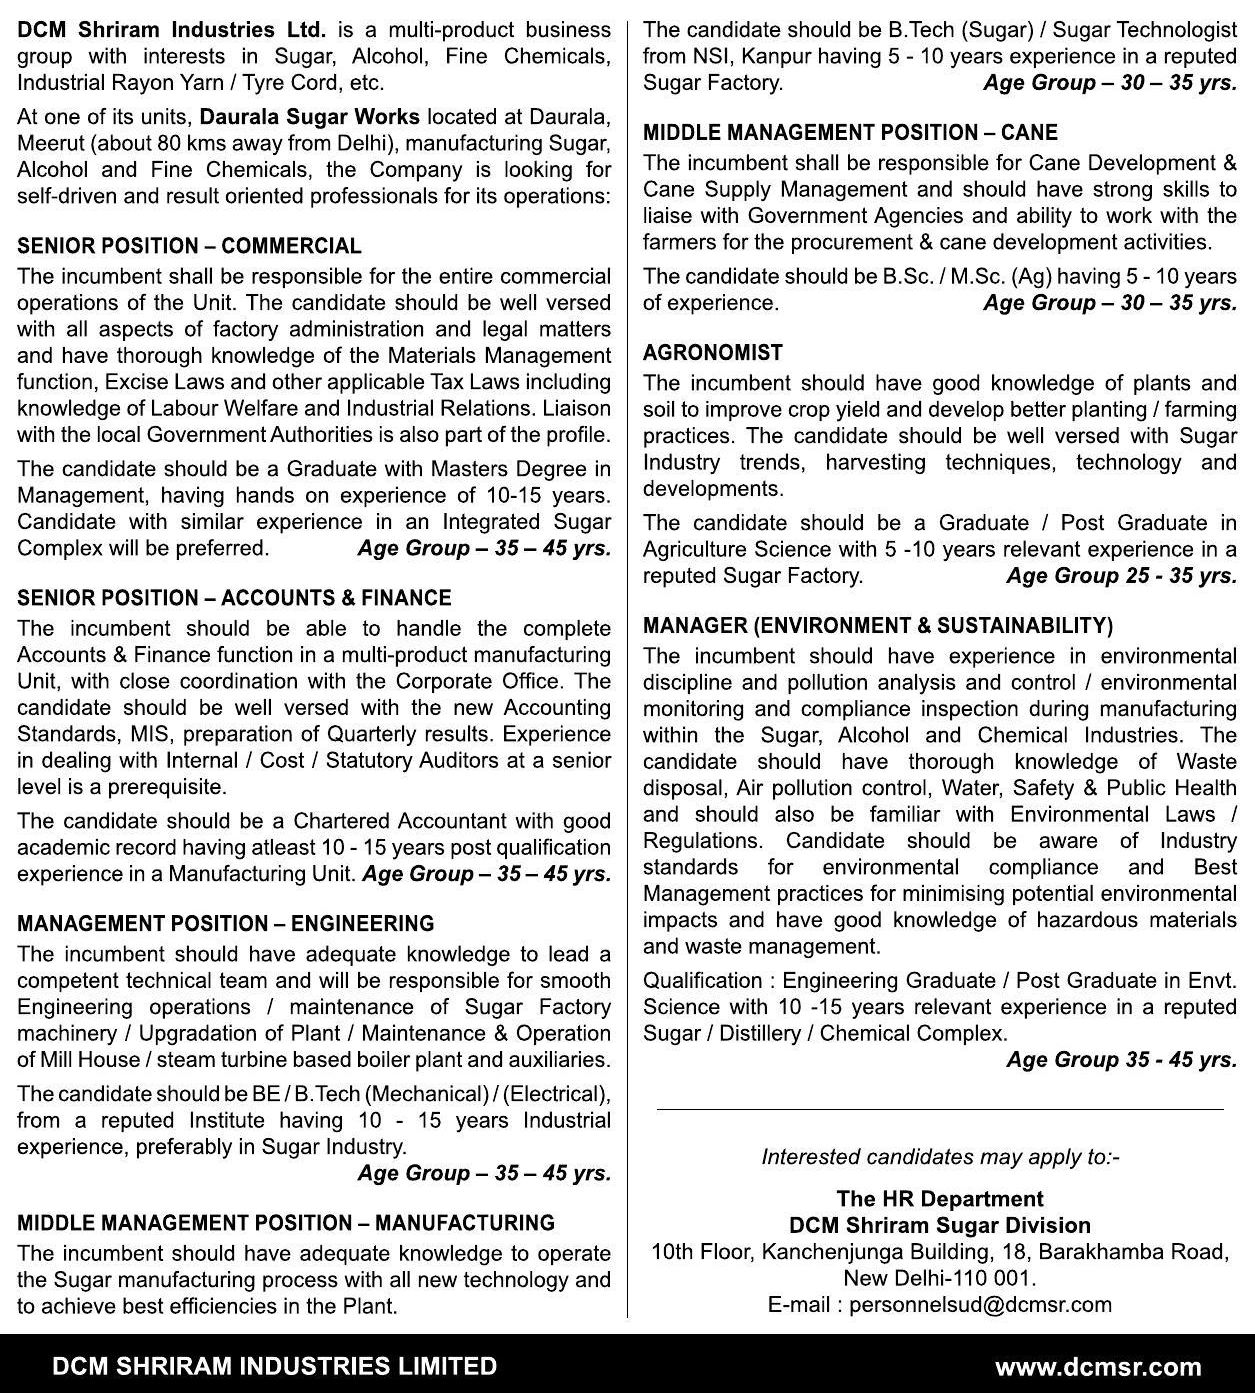 DCM Shriram Industries Ltd. is a multi-product business
group with interests in Sugar, Alcohol, Fine Chemicals,
Industrial Rayon Yarn / Tyre Cord, etc.
At one of its units, Daurala Sugar Works located at Daurala,
Meerut (about 80 kms away from Delhi), manufacturing Sugar,
Alcohol and Fine Chemicals, the Company is looking for
self-driven and result oriented professionals for its operations:
SENIOR POSITION – COMMERCIAL
The incumbent shall be responsible for the entire commercial
operations of the Unit. The candidate should be well versed
with all aspects of factory administration and legal matters
and have thorough knowledge of the Materials Management
function, Excise Laws and other applicable Tax Laws including
knowledge of Labour Welfare and Industrial Relations. Liaison
with the local Government Authorities is also part of the profile.
The candidate should be a Graduate with Masters Degree in
Management, having hands on experience of 10-15 years.
Candidate with similar experience in an Integrated Sugar
Complex will be preferred. Age Group – 35 – 45 yrs.
SENIOR POSITION – ACCOUNTS & FINANCE
The incumbent should be able to handle the complete
Accounts & Finance function in a multi-product manufacturing
Unit, with close coordination with the Corporate Office. The
candidate should be well versed with the new Accounting
Standards, MIS, preparation of Quarterly results. Experience
in dealing with Internal / Cost / Statutory Auditors at a senior
level is a prerequisite.
The candidate should be a Chartered Accountant with good
academic record having atleast 10 - 15 years post qualification
experience in a Manufacturing Unit. Age Group – 35 – 45 yrs.
MANAGEMENT POSITION – ENGINEERING
The incumbent should have adequate knowledge to lead a
competent technical team and will be responsible for smooth
Engineering operations / maintenance of Sugar Factory
machinery / Upgradation of Plant / Maintenance & Operation
of Mill House / steam turbine based boiler plant and auxiliaries.
The candidate should be BE / B.Tech (Mechanical) / (Electrical),
from a reputed Institute having 10 - 15 years Industrial
experience, preferably in Sugar Industry.
Age Group – 35 – 45 yrs.
MIDDLE MANAGEMENT POSITION – MANUFACTURING
The incumbent should have adequate knowledge to operate
the Sugar manufacturing process with all new technology and
to achieve best efficiencies in the Plant.
The candidate should be B.Tech (Sugar) / Sugar Technologist
from NSI, Kanpur having 5 - 10 years experience in a reputed
Sugar Factory. Age Group – 30 – 35 yrs.
MIDDLE MANAGEMENT POSITION – CANE
The incumbent shall be responsible for Cane Development &
Cane Supply Management and should have strong skills to
liaise with Government Agencies and ability to work with the
farmers for the procurement & cane development activities.
The candidate should be B.Sc. / M.Sc. (Ag) having 5 - 10 years
of experience. Age Group – 30 – 35 yrs.
AGRONOMIST
The incumbent should have good knowledge of plants and
soil to improve crop yield and develop better planting / farming
practices. The candidate should be well versed with Sugar
Industry trends, harvesting techniques, technology and
developments.
The candidate should be a Graduate / Post Graduate in
Agriculture Science with 5 -10 years relevant experience in a
reputed Sugar Factory. Age Group 25 - 35 yrs.
MANAGER (ENVIRONMENT & SUSTAINABILITY)
The incumbent should have experience in environmental
discipline and pollution analysis and control / environmental
monitoring and compliance inspection during manufacturing
within the Sugar, Alcohol and Chemical Industries. The
candidate should have thorough knowledge of Waste
disposal, Air pollution control, Water, Safety & Public Health
and should also be familiar with Environmental Laws /
Regulations. Candidate should be aware of Industry
standards for environmental compliance and Best
Management practices for minimising potential environmental
impacts and have good knowledge of hazardous materials
and waste management.
Qualification : Engineering Graduate / Post Graduate in Envt.
Science with 10 -15 years relevant experience in a reputed
Sugar / Distillery / Chemical Complex.
Age Group 35 - 45 yrs.
Interested candidates may apply to:-
The HR Department
DCM Shriram Sugar Division
10th Floor, Kanchenjunga Building, 18, Barakhamba Road,
New Delhi-110 001.
E-mail : personnelsud@dcmsr.com
DCM SHRIRAM INDUSTRIES LIMITED
www.dcmsr.com